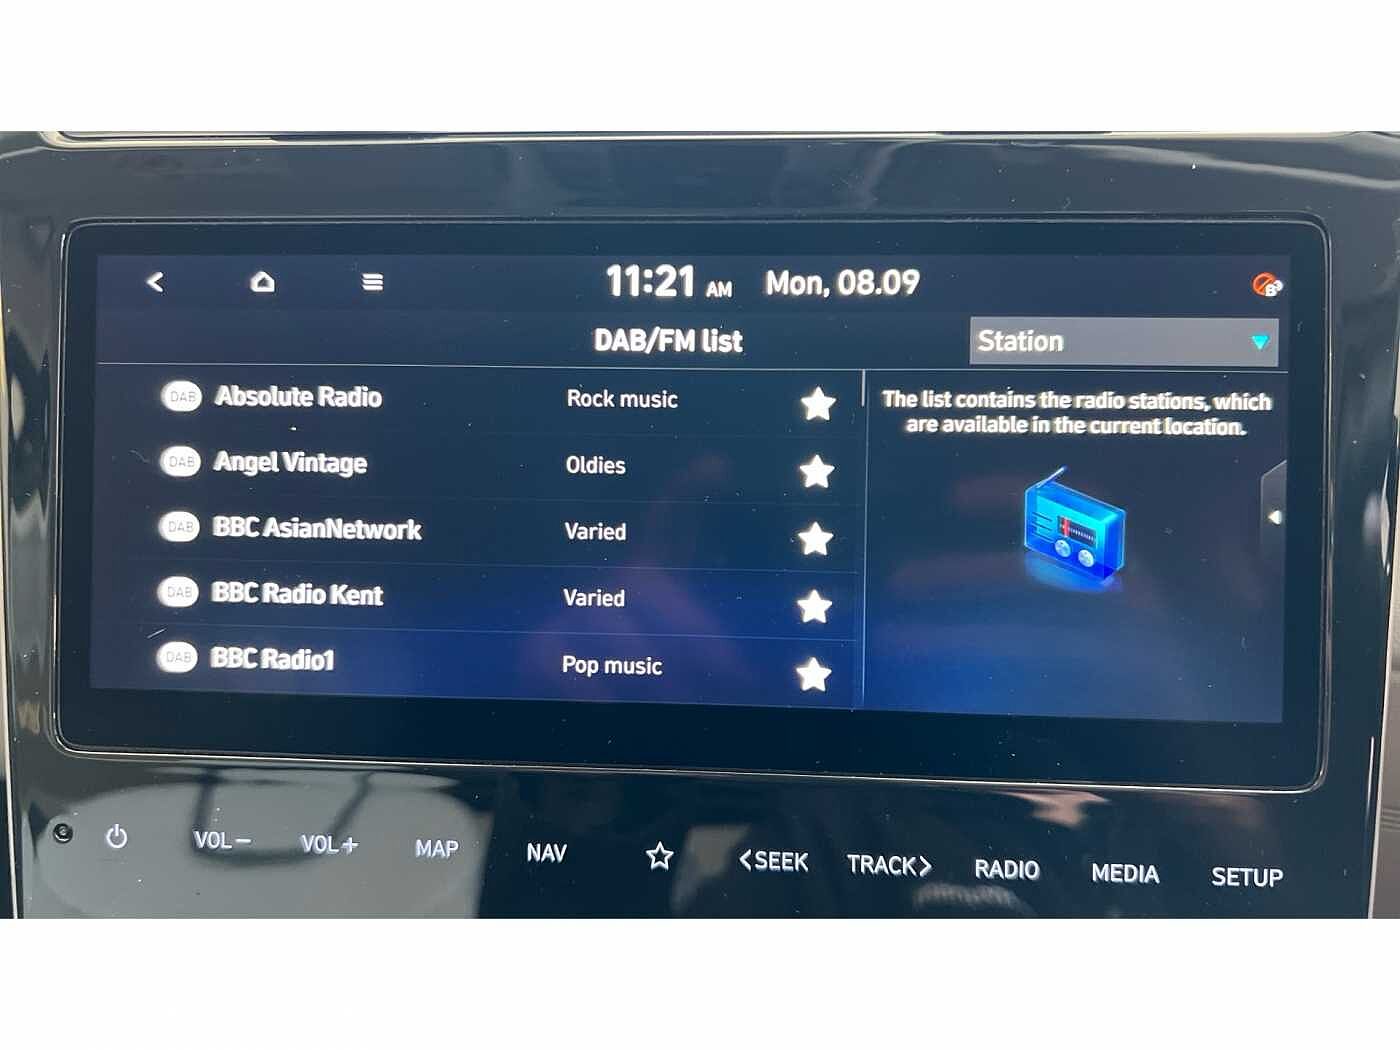 11:21 AM Mon, 08.09
DAB/FM list
Station
DAB Absolute Radio Rock music
DAB Angel Vintage Oldies
DAB BBC AsianNetwork Varied
DAB BBC Radio Kent Varied
DAB BBC Radio1 Pop music
The list contains the radio stations, which
are available in the current location.
VOL− VOL+ MAP NAV <SEEK TRACK> RADIO MEDIA SETUP